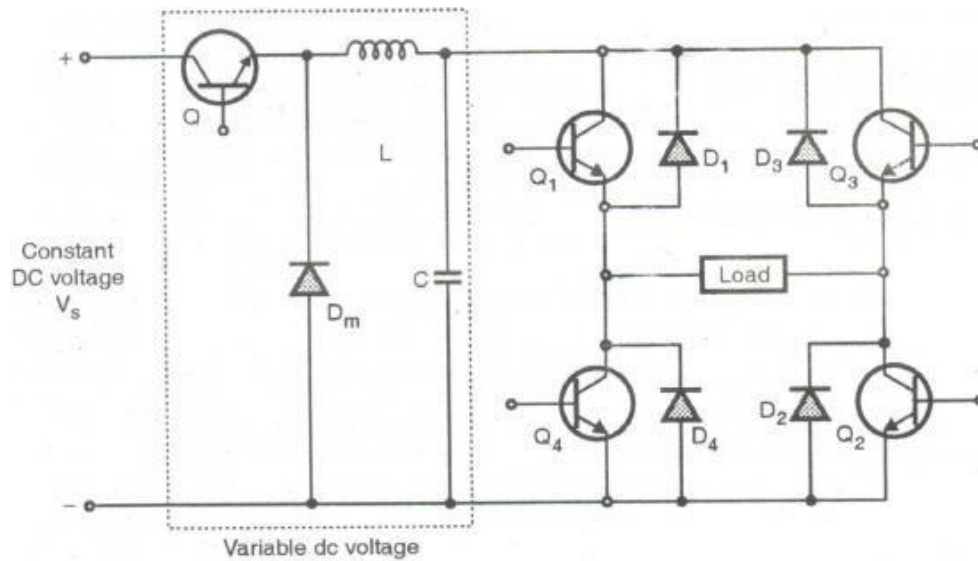 +
Q
L
Q₁
D₁
D₃
Q₃
Constant
DC voltage
Vₛ
Dₘ
C
Load
Q₄
D₄
D₂
Q₂
−
Variable dc voltage